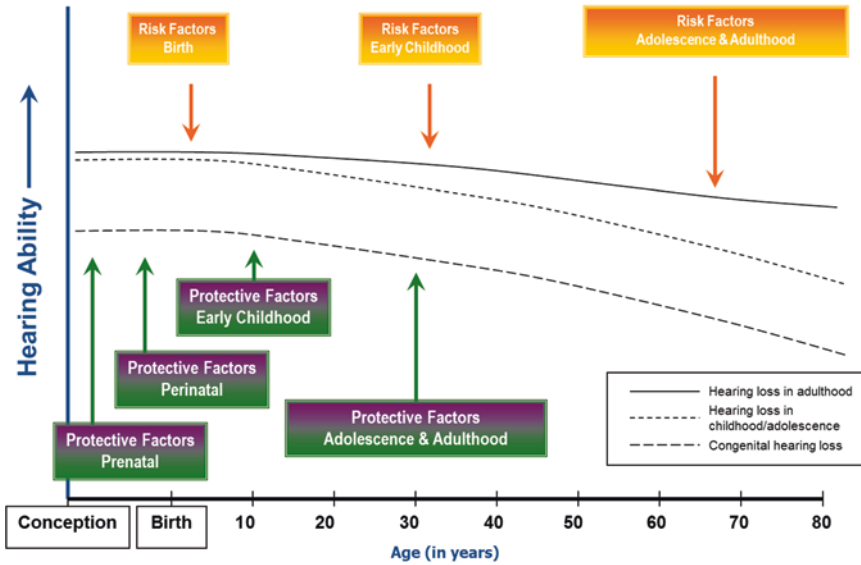 Risk Factors
Birth
Risk Factors
Early Childhood
Risk Factors
Adolescence & Adulthood
Hearing Ability
Protective Factors
Early Childhood
Protective Factors
Perinatal
Protective Factors
Adolescence & Adulthood
Protective Factors
Prenatal
Hearing loss in adulthood
Hearing loss in
childhood/adolescence
Congenital hearing loss
Conception
Birth
10
20
30
40
50
60
70
80
Age (in years)